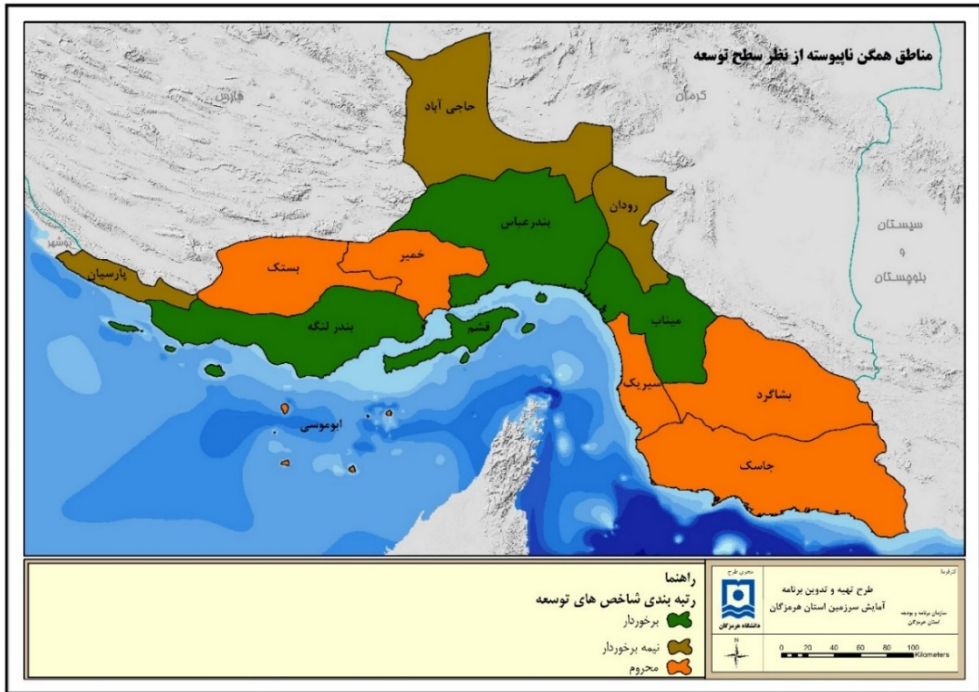 مناطق همگن ناپیوسته از نظر سطح توسعه
حاجی آباد
فارس
کرمان
رودان
بندرعباس
سیستان
و
بلوچستان
بوشهر
خمیر
بستک
پارسیان
میناب
قشم
بندر لنگه
سیریک
بشاگرد
ابوموسی
جاسک
راهنما
رتبه بندی شاخص های توسعه
برخوردار
نیمه برخوردار
محروم
کارفرما
سازمان برنامه و بودجه
استان هرمزگان
طرح تهیه و تدوین برنامه
آمایش سرزمین استان هرمزگان
مجری طرح
دانشگاه هرمزگان
N
0 20 40 60 80 100
Kilometers